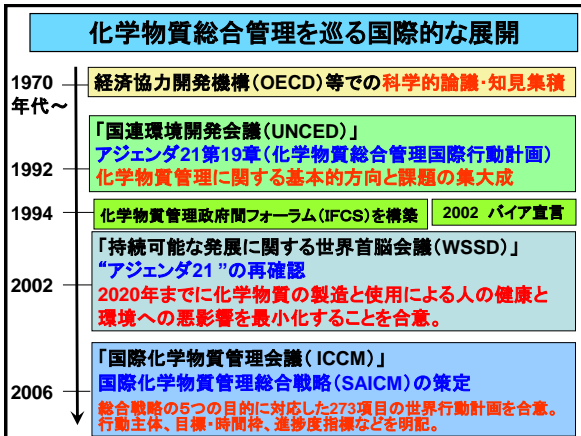 化学物質総合管理を巡る国際的な展開
1970
年代～
経済協力開発機構（OECD）等での科学的論議・知見集積
1992
「国連環境開発会議（UNCED）」
アジェンダ21第19章（化学物質総合管理国際行動計画）
化学物質管理に関する基本的方向と課題の集大成
1994
化学物質管理政府間フォーラム（IFCS）を構築
2002 バイア宣言
2002
「持続可能な発展に関する世界首脳会議（WSSD）」
“アジェンダ21 ”の再確認
2020年までに化学物質の製造と使用による人の健康と
環境への悪影響を最小化することを合意。
2006
「国際化学物質管理会議（ ICCM）」
国際化学物質管理総合戦略（SAICM）の策定
総合戦略の５つの目的に対応した273項目の世界行動計画を合意。
行動主体、目標・時間枠、進捗度指標などを明記。